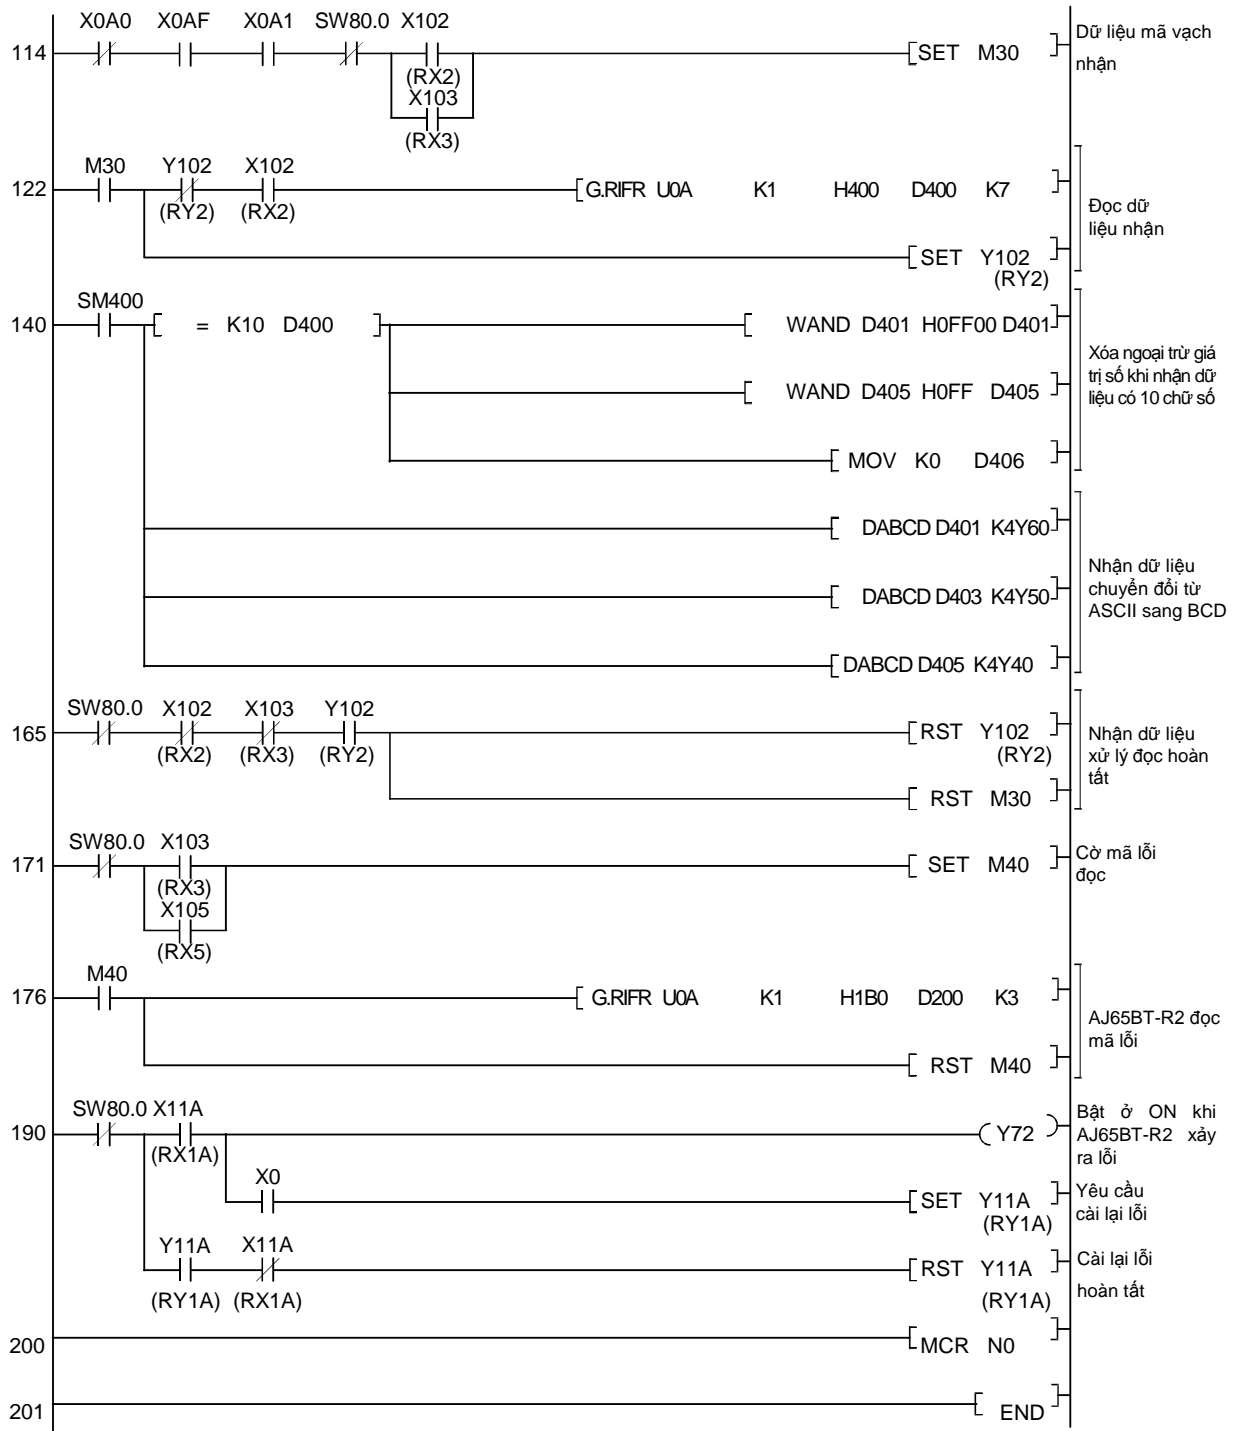 X0A0 X0AF X0A1 SW80.0 X102
114 SET M30 Dữ liệu mã vạch
nhận
(RX2)
X103
(RX3)
M30 Y102 X102
122 G.RIFR U0A K1 H400 D400 K7
(RY2) (RX2)
Đọc dữ
liệu nhận
SET Y102
(RY2)
SM400
140 = K10 D400 WAND D401 H0FF00 D401
Xóa ngoại trừ giá
trị số khi nhận dữ
liệu có 10 chữ số
WAND D405 H0FF D405
MOV K0 D406
DABCD D401 K4Y60
Nhận dữ liệu
chuyển đổi từ
ASCII sang BCD
DABCD D403 K4Y50
DABCD D405 K4Y40
SW80.0 X102 X103 Y102
165 RST Y102
(RX2) (RX3) (RY2) (RY2)
Nhận dữ liệu
xử lý đọc hoàn
tất
RST M30
SW80.0 X103
171 SET M40 Cờ mã lỗi
đọc
(RX3)
X105
(RX5)
M40
176 G.RIFR U0A K1 H1B0 D200 K3
AJ65BT-R2 đọc
mã lỗi
RST M40
SW80.0 X11A
190 Y72 Bật ở ON khi
AJ65BT-R2 xảy
ra lỗi
(RX1A)
X0
SET Y11A Yêu cầu
cài lại lỗi
(RY1A)
Y11A X11A
RST Y11A Cài lại lỗi
hoàn tất
(RY1A) (RX1A) (RY1A)
200 MCR N0
201 END